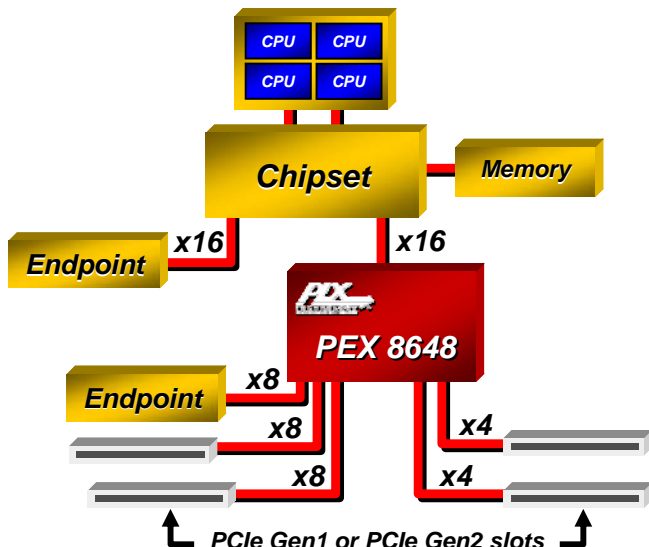 CPU CPU
CPU CPU
Chipset
Memory
x16
x16
Endpoint
PLX
PEX 8648
x8
Endpoint
x8
x4
x8
x4
PCIe Gen1 or PCIe Gen2 slots